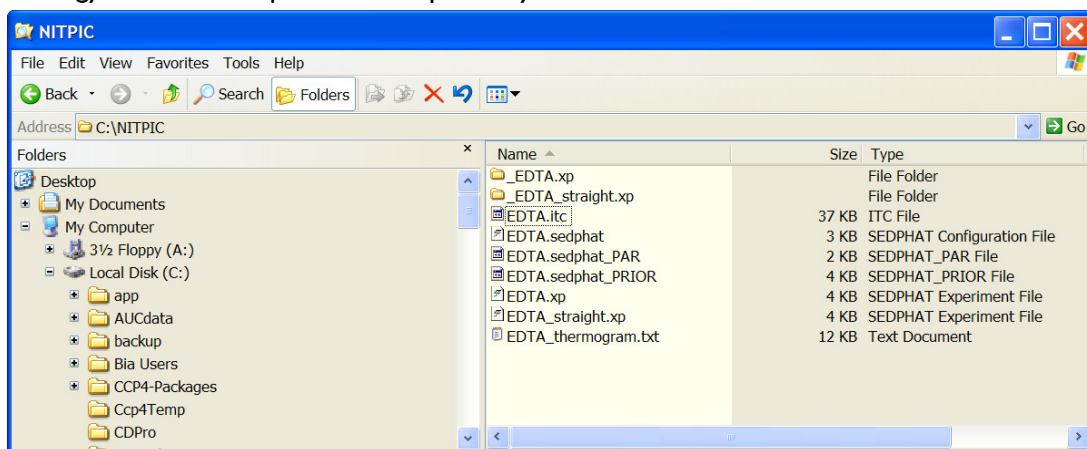 NITPIC
File Edit View Favorites Tools Help
Back Search Folders
Address C:\NITPIC Go
Folders × Name Size Type
Desktop
My Documents
My Computer
3½ Floppy (A:)
Local Disk (C:)
app
AUCdata
backup
Bia Users
CCP4-Packages
Ccp4Temp
CDPro
_EDTA.xp File Folder
_EDTA_straight.xp File Folder
EDTA.itc 37 KB ITC File
EDTA.sedphat 3 KB SEDPHAT Configuration File
EDTA.sedphat_PAR 2 KB SEDPHAT_PAR File
EDTA.sedphat_PRIOR 4 KB SEDPHAT_PRIOR File
EDTA.xp 4 KB SEDPHAT Experiment File
EDTA_straight.xp 4 KB SEDPHAT Experiment File
EDTA_thermogram.txt 12 KB Text Document